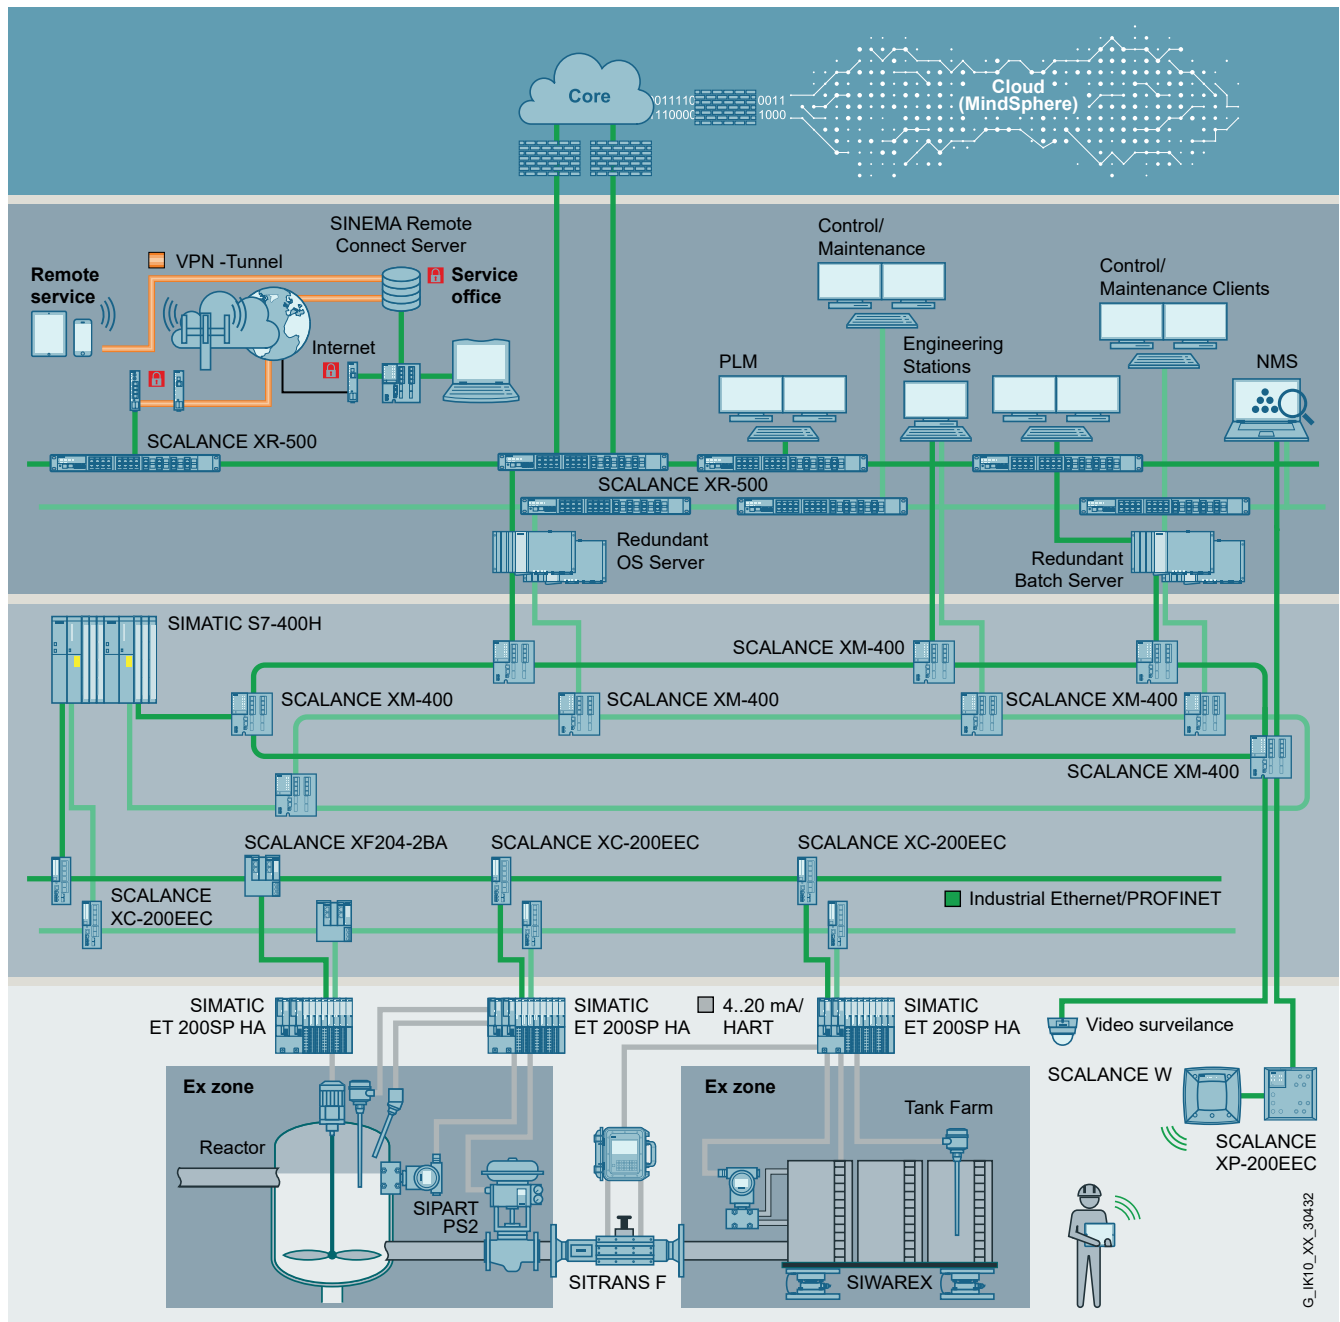 Core
011110
110000
0011
1000
Cloud
(MindSphere)
SINEMA Remote
Connect Server
VPN -Tunnel
Remote
service
Service
office
Internet
Control/
Maintenance
Control/
Maintenance Clients
Engineering
Stations
PLM
NMS
SCALANCE XR-500
SCALANCE XR-500
Redundant
OS Server
Redundant
Batch Server
SIMATIC S7-400H
SCALANCE XM-400
SCALANCE XM-400
SCALANCE XM-400
SCALANCE XM-400
SCALANCE XM-400
SCALANCE XF204-2BA
SCALANCE XC-200EEC
SCALANCE XC-200EEC
SCALANCE
XC-200EEC
Industrial Ethernet/PROFINET
SIMATIC
ET 200SP HA
SIMATIC
ET 200SP HA
4..20 mA/
HART
SIMATIC
ET 200SP HA
Video surveilance
Ex zone
Ex zone
SCALANCE W
Tank Farm
Reactor
SCALANCE
XP-200EEC
SIPART
PS2
SITRANS F
SIWAREX
G_IK10_XX_30432